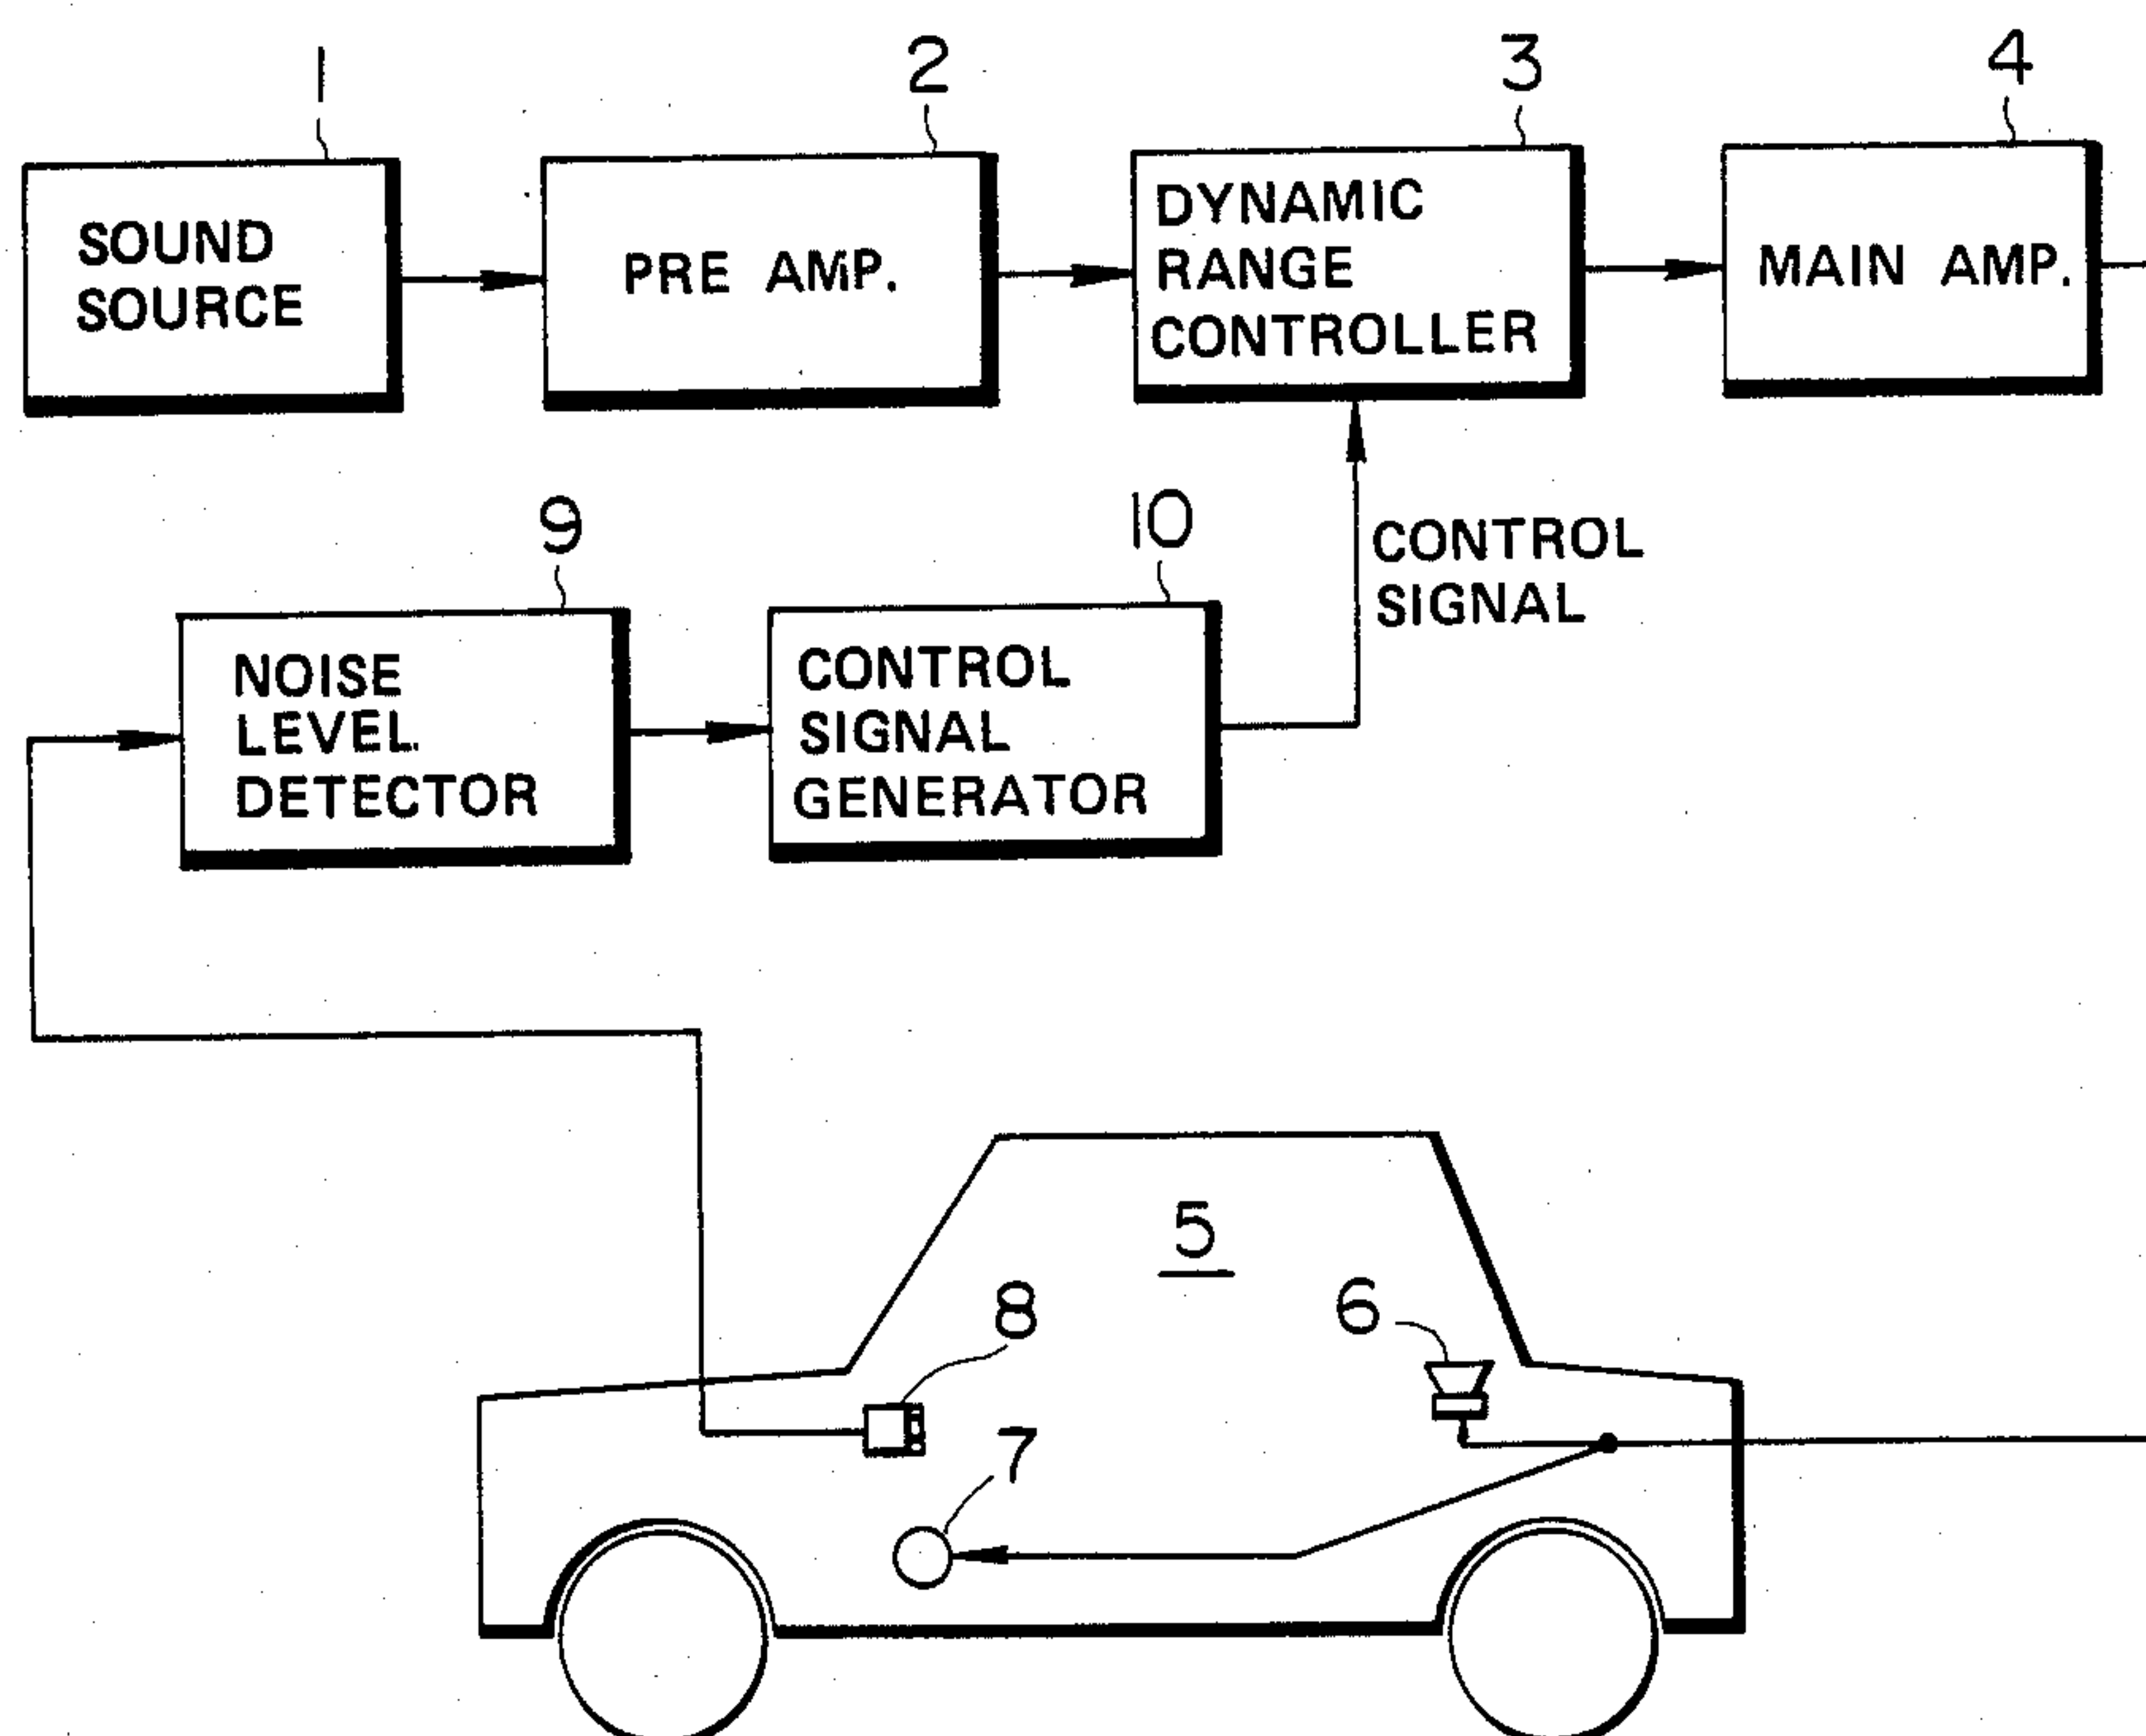 1
2
3
4
SOUND
SOURCE
PRE AMP.
DYNAMIC
RANGE
CONTROLLER
MAIN AMP.
9
10
CONTROL
SIGNAL
NOISE
LEVEL
DETECTOR
CONTROL
SIGNAL
GENERATOR
5
8
6
7